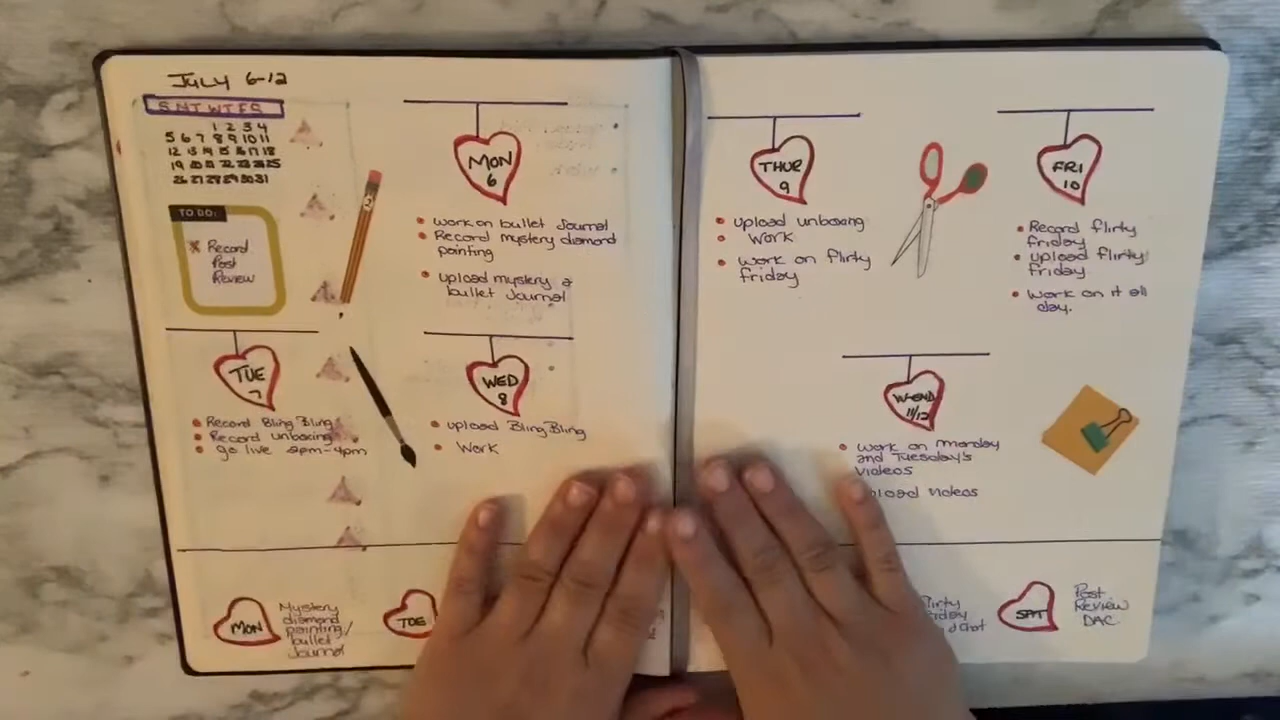 July 6-12
S M T W T F S
1 2 3 4
5 6 7 8 9 10 11
12 13 14 15 16 17 18
19 20 21 22 23 24 25
26 27 28 29 30 31
TO DO:
x Record
Post
Review
MON
6
work on bullet Journal
Record mystery diamond
painting
upload mystery &
bullet Journal
TUE
7
Record Bling Bling
Record unboxing
go live 2pm-4pm
WED
8
upload Bling Bling
Work
THUR
9
upload unboxing
Work
work on flirty
friday
FRI
10
Record flirty
friday
upload flirty
friday
Work on it all
day.
W-END
11/12
work on monday
and Tuesday's
videos
videos
MON
Mystery
diamond
painting/
bullet
Journal
TUE
SAT
Post
Review
DAC